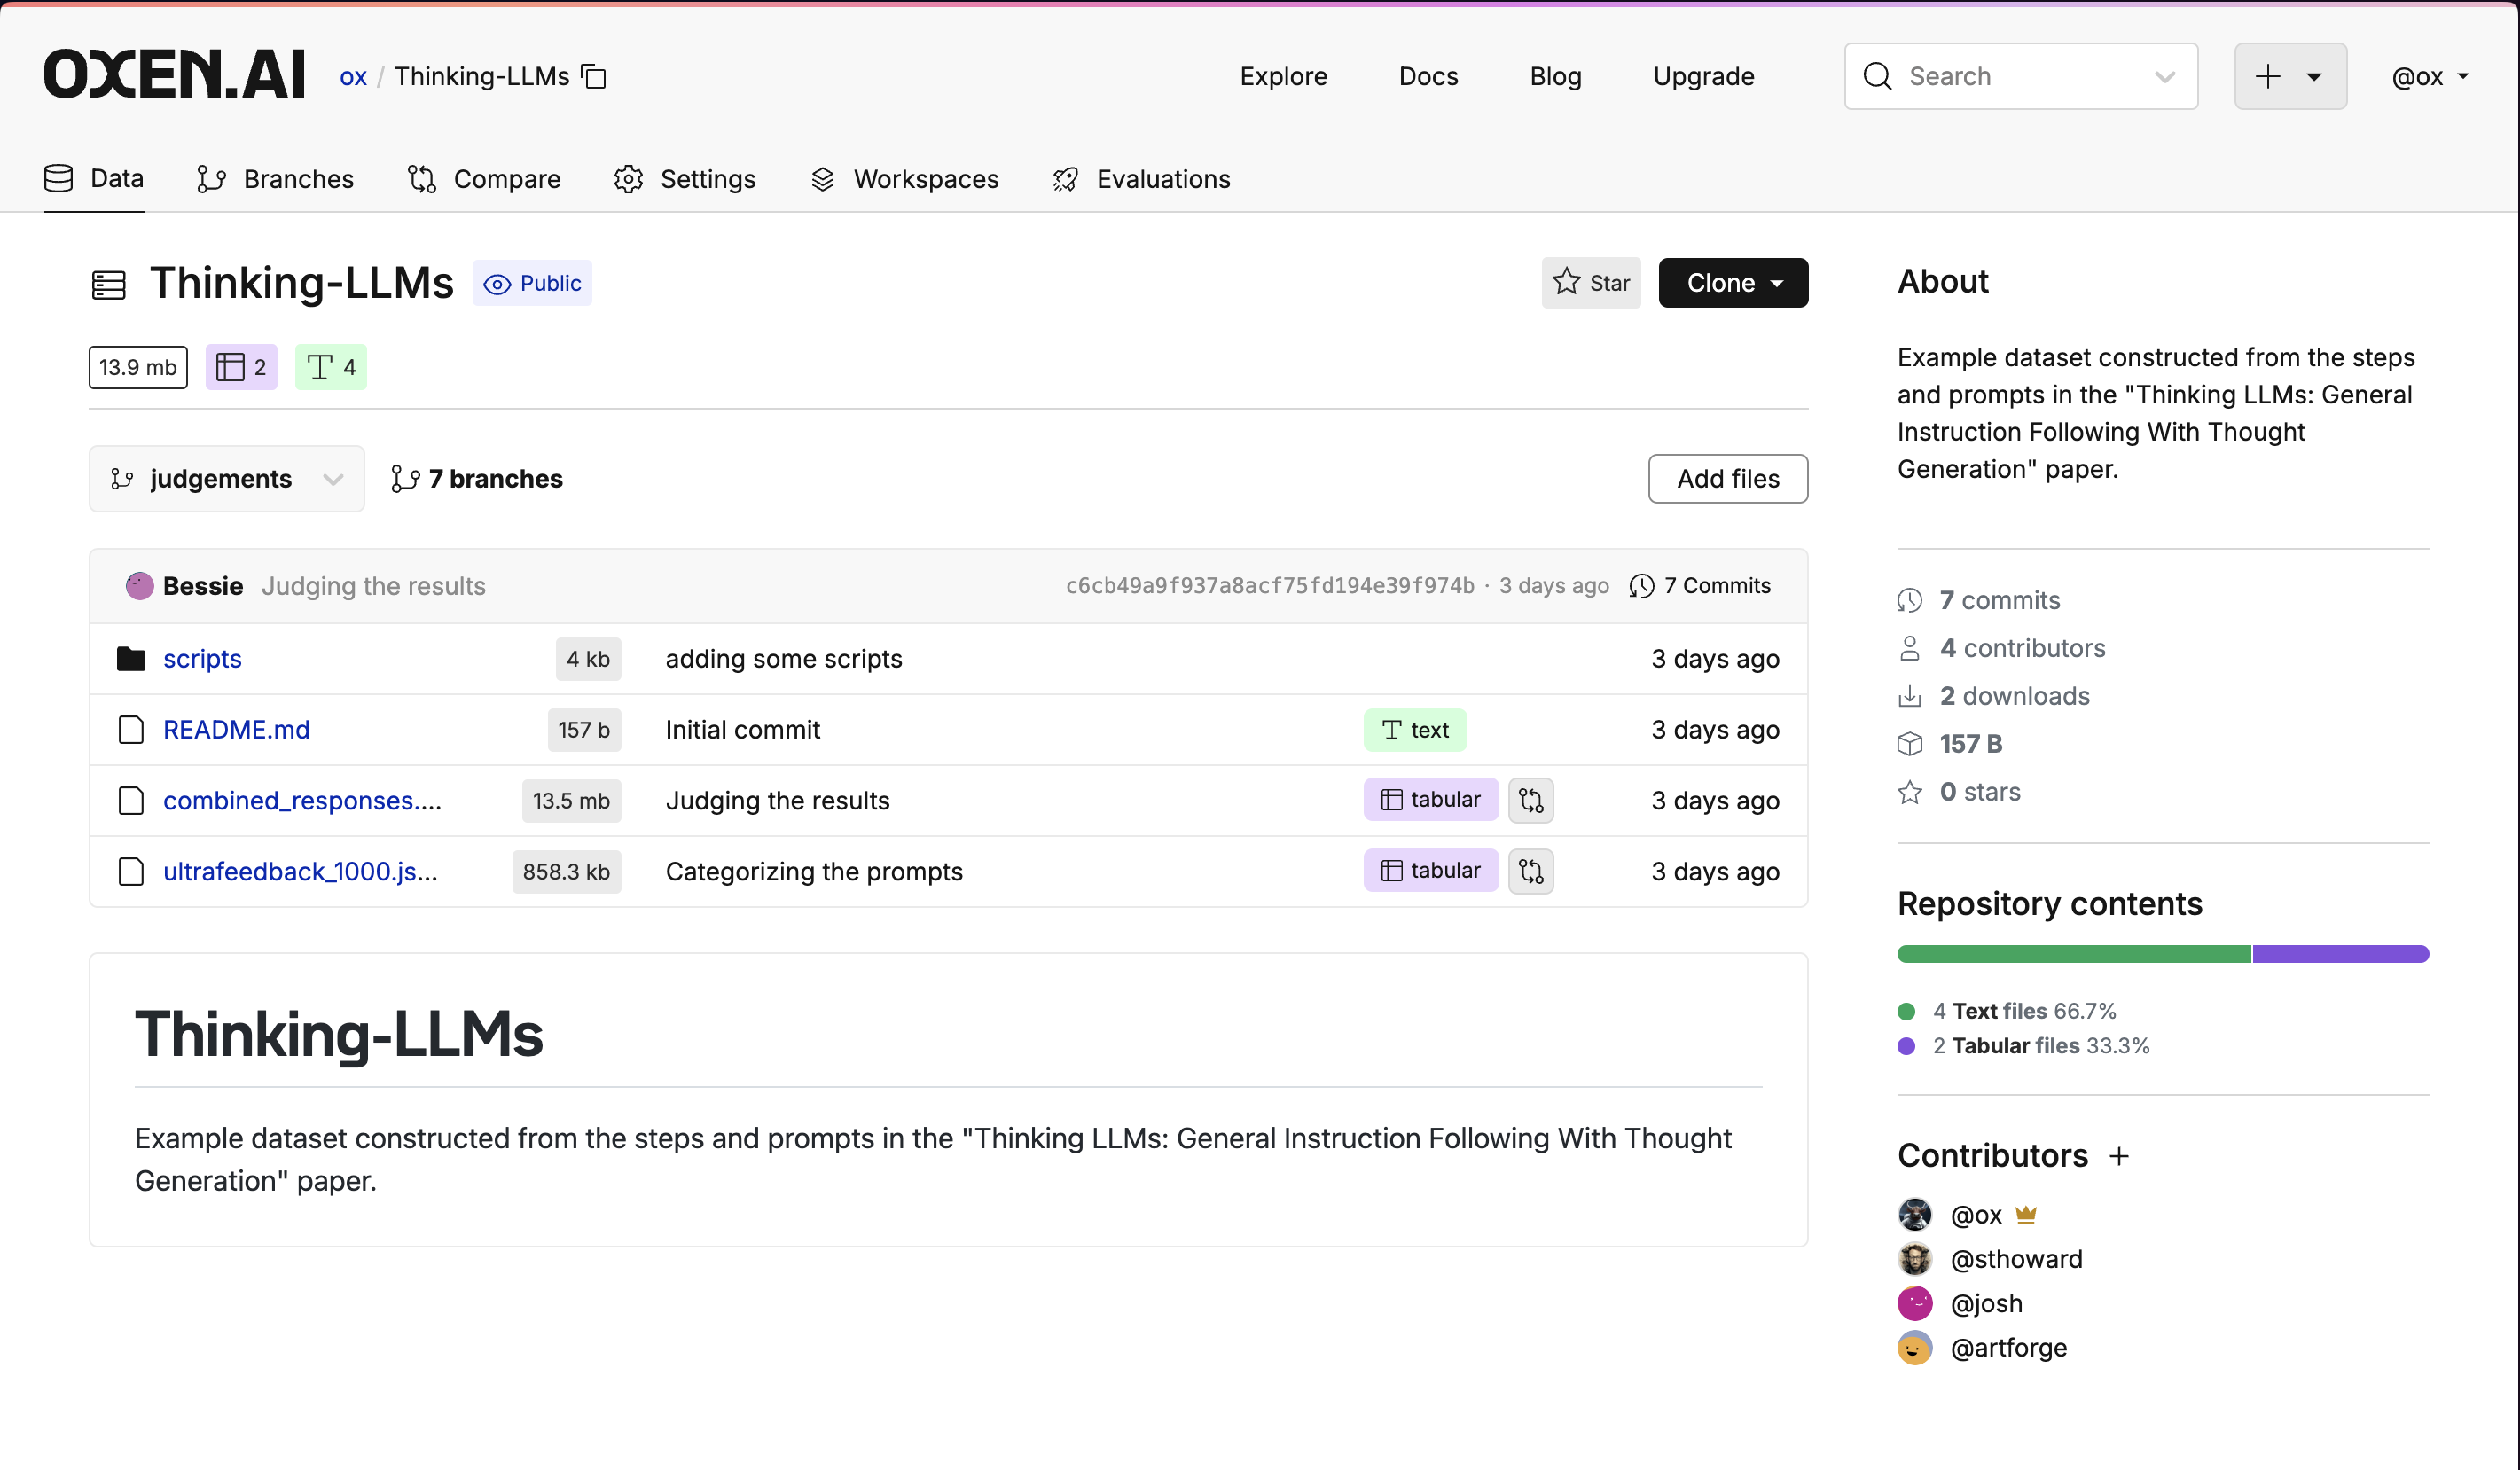 OXEN.AI ox / Thinking-LLMs Explore Docs Blog Upgrade Search @ox
Data Branches Compare Settings Workspaces Evaluations
Thinking-LLMs Public Star Clone
13.9 mb 2 4
judgements 7 branches Add files
Bessie Judging the results c6cb49a9f937a8acf75fd194e39f974b · 3 days ago 7 Commits
scripts 4 kb adding some scripts 3 days ago
README.md 157 b Initial commit text 3 days ago
combined_responses.... 13.5 mb Judging the results tabular 3 days ago
ultrafeedback_1000.js... 858.3 kb Categorizing the prompts tabular 3 days ago
Thinking-LLMs
Example dataset constructed from the steps and prompts in the "Thinking LLMs: General Instruction Following With Thought
Generation" paper.
About
Example dataset constructed from the steps
and prompts in the "Thinking LLMs: General
Instruction Following With Thought
Generation" paper.
7 commits
4 contributors
2 downloads
157 B
0 stars
Repository contents
4 Text files 66.7%
2 Tabular files 33.3%
Contributors +
@ox
@sthoward
@josh
@artforge